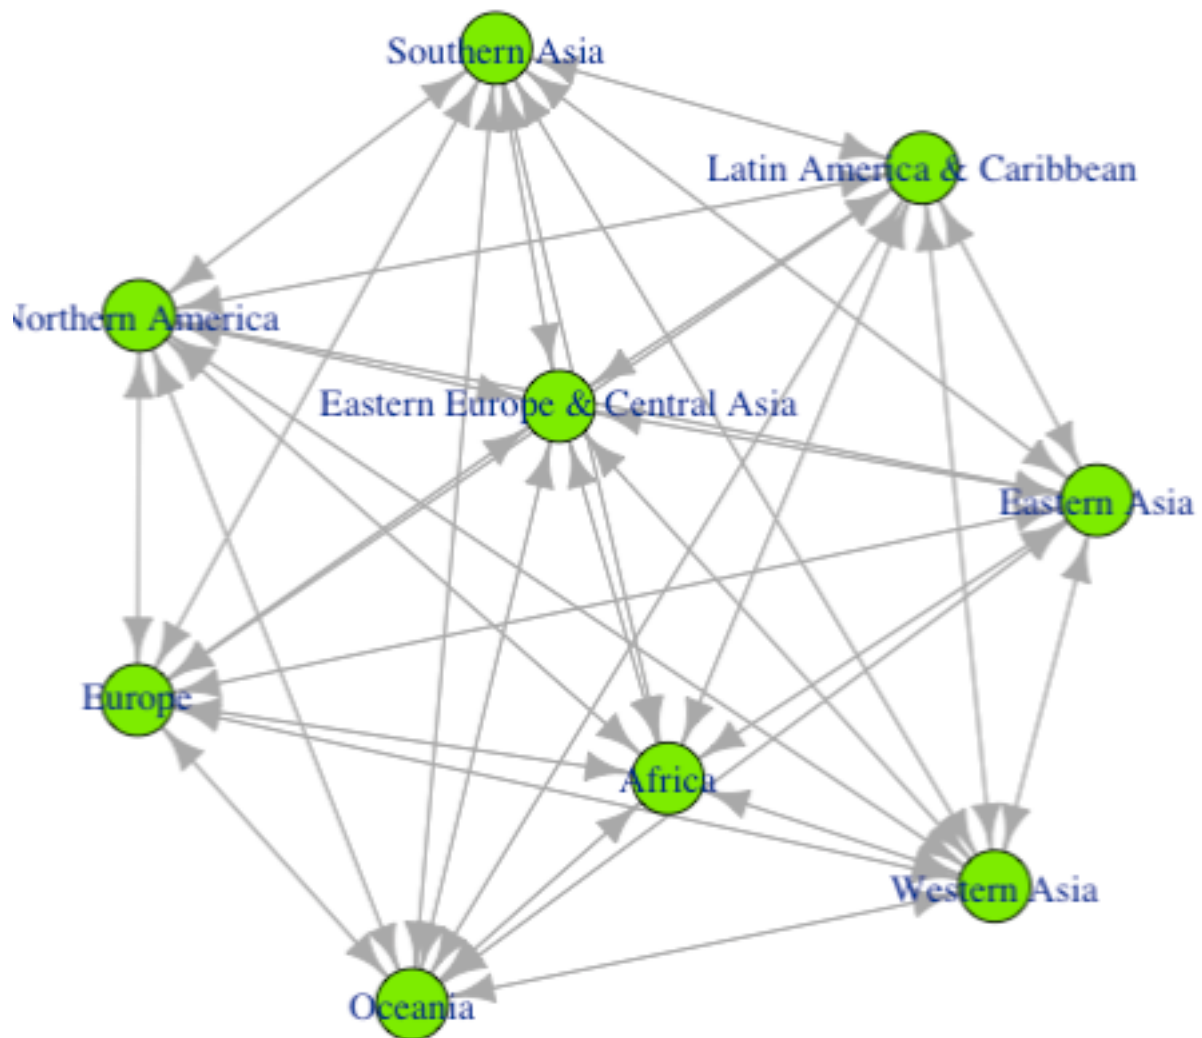 Southern Asia
Latin America & Caribbean
Northern America
Eastern Europe & Central Asia
Eastern Asia
Europe
Africa
Western Asia
Oceania